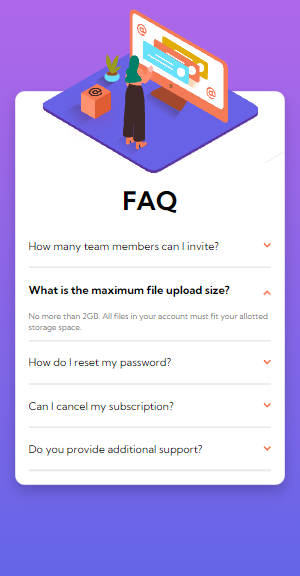 @
@
@
FAQ
How many team members can I invite?
What is the maximum file upload size?
No more than 2GB. All files in your account must fit your allotted
storage space.
How do I reset my password?
Can I cancel my subscription?
Do you provide additional support?